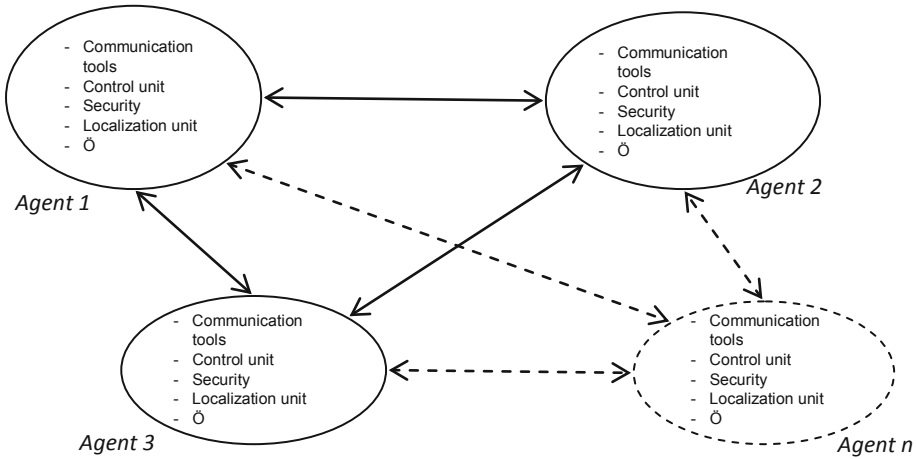 - Communication
tools
- Control unit
- Security
- Localization unit
- Ö
Agent 1
- Communication
tools
- Control unit
- Security
- Localization unit
- Ö
Agent 2
- Communication
tools
- Control unit
- Security
- Localization unit
- Ö
Agent 3
- Communication
tools
- Control unit
- Security
- Localization unit
- Ö
Agent n